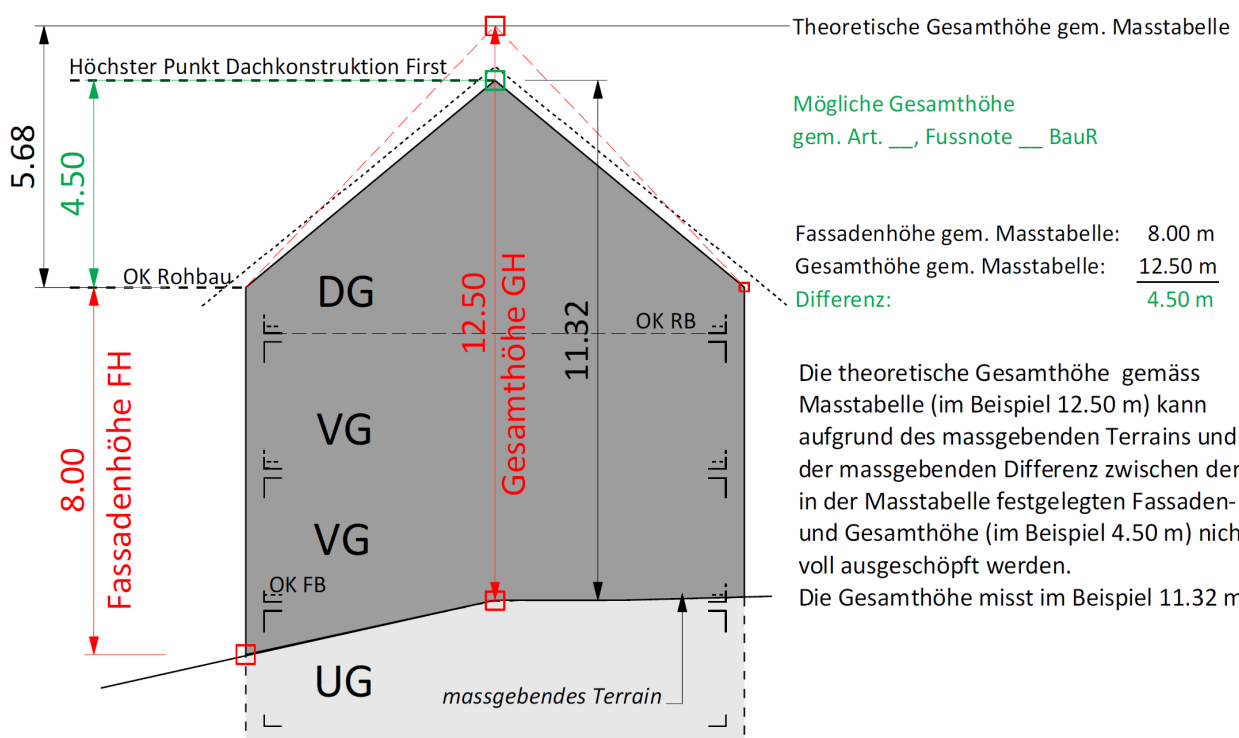 Theoretische Gesamthöhe gem. Masstabelle
Höchster Punkt Dachkonstruktion First
Mögliche Gesamthöhe
gem. Art. __, Fussnote __ BauR
5.68
4.50
Fassadenhöhe gem. Masstabelle: 8.00 m
Gesamthöhe gem. Masstabelle: 12.50 m
Differenz: 4.50 m
OK Rohbau
DG
12.50
Gesamthöhe GH
11.32
OK RB
8.00
Fassadenhöhe FH
VG
VG
OK FB
UG
massgebendes Terrain
Die theoretische Gesamthöhe gemäss
Masstabelle (im Beispiel 12.50 m) kann
aufgrund des massgebenden Terrains und
der massgebenden Differenz zwischen der
in der Masstabelle festgelegten Fassaden-
und Gesamthöhe (im Beispiel 4.50 m) nich
voll ausgeschöpft werden.
Die Gesamthöhe misst im Beispiel 11.32 m